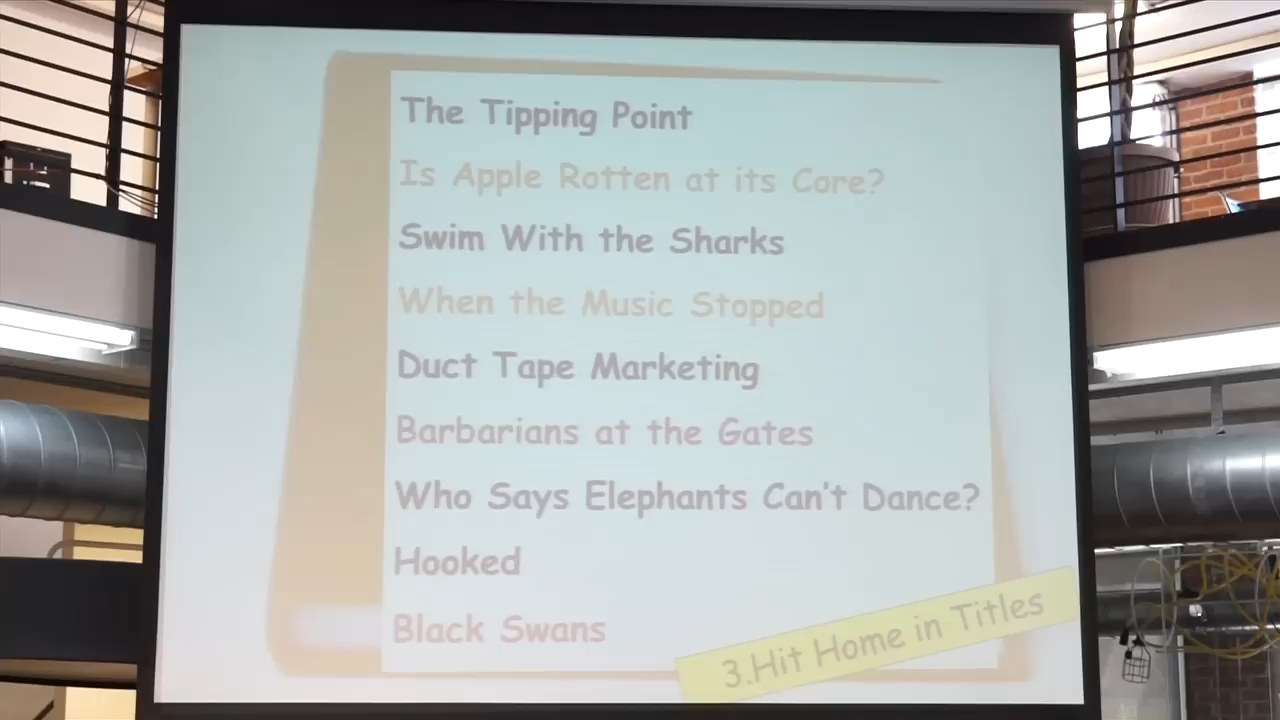 The Tipping Point
Is Apple Rotten at its Core?
Swim With the Sharks
When the Music Stopped
Duct Tape Marketing
Barbarians at the Gates
Who Says Elephants Can't Dance?
Hooked
Black Swans
3.Hit Home in Titles